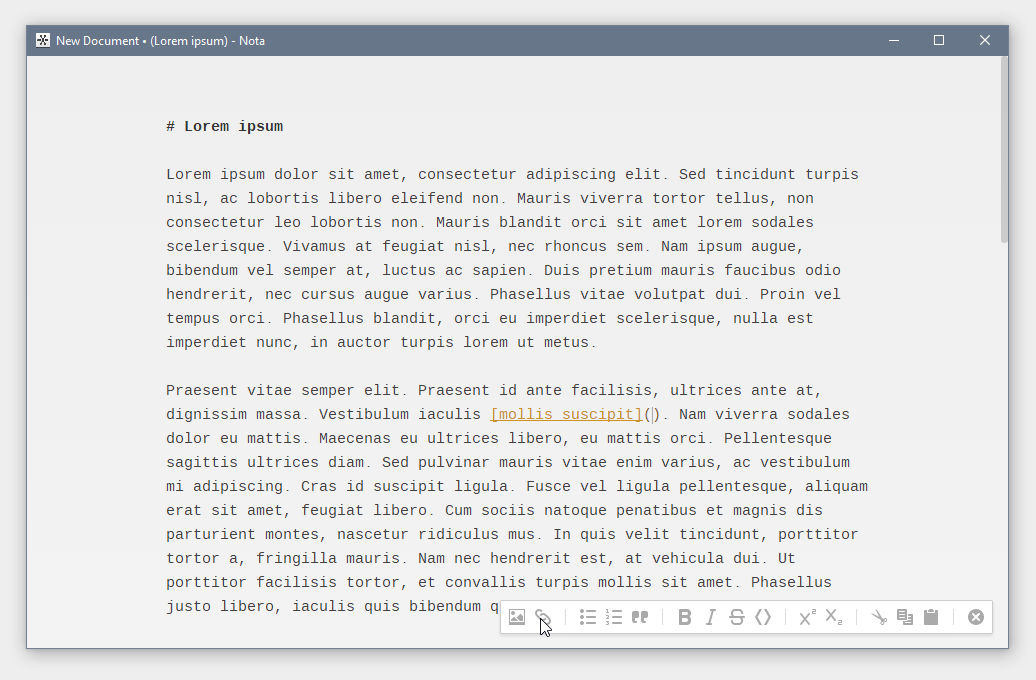 New Document • (Lorem ipsum) - Nota
# Lorem ipsum
Lorem ipsum dolor sit amet, consectetur adipiscing elit. Sed tincidunt turpis
nisl, ac lobortis libero eleifend non. Mauris viverra tortor tellus, non
consectetur leo lobortis non. Mauris blandit orci sit amet lorem sodales
scelerisque. Vivamus at feugiat nisl, nec rhoncus sem. Nam ipsum augue,
bibendum vel semper at, luctus ac sapien. Duis pretium mauris faucibus odio
hendrerit, nec cursus augue varius. Phasellus vitae volutpat dui. Proin vel
tempus orci. Phasellus blandit, orci eu imperdiet scelerisque, nulla est
imperdiet nunc, in auctor turpis lorem ut metus.
Praesent vitae semper elit. Praesent id ante facilisis, ultrices ante at,
dignissim massa. Vestibulum iaculis [mollis suscipit](). Nam viverra sodales
dolor eu mattis. Maecenas eu ultrices libero, eu mattis orci. Pellentesque
sagittis ultrices diam. Sed pulvinar mauris vitae enim varius, ac vestibulum
mi adipiscing. Cras id suscipit ligula. Fusce vel ligula pellentesque, aliquam
erat sit amet, feugiat libero. Cum sociis natoque penatibus et magnis dis
parturient montes, nascetur ridiculus mus. In quis velit tincidunt, porttitor
tortor a, fringilla mauris. Nam nec hendrerit est, at vehicula dui. Ut
porttitor facilisis tortor, et convallis turpis mollis sit amet. Phasellus
justo libero, iaculis quis bibendum